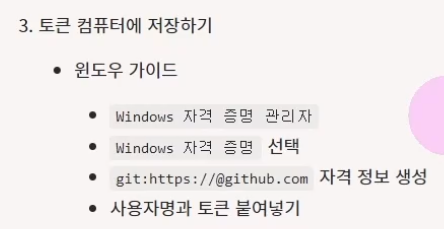 3. 토큰 컴퓨터에 저장하기
윈도우 가이드
Windows 자격 증명 관리자
Windows 자격 증명 선택
git:https://@github.com 자격 정보 생성
사용자명과 토큰 붙여넣기